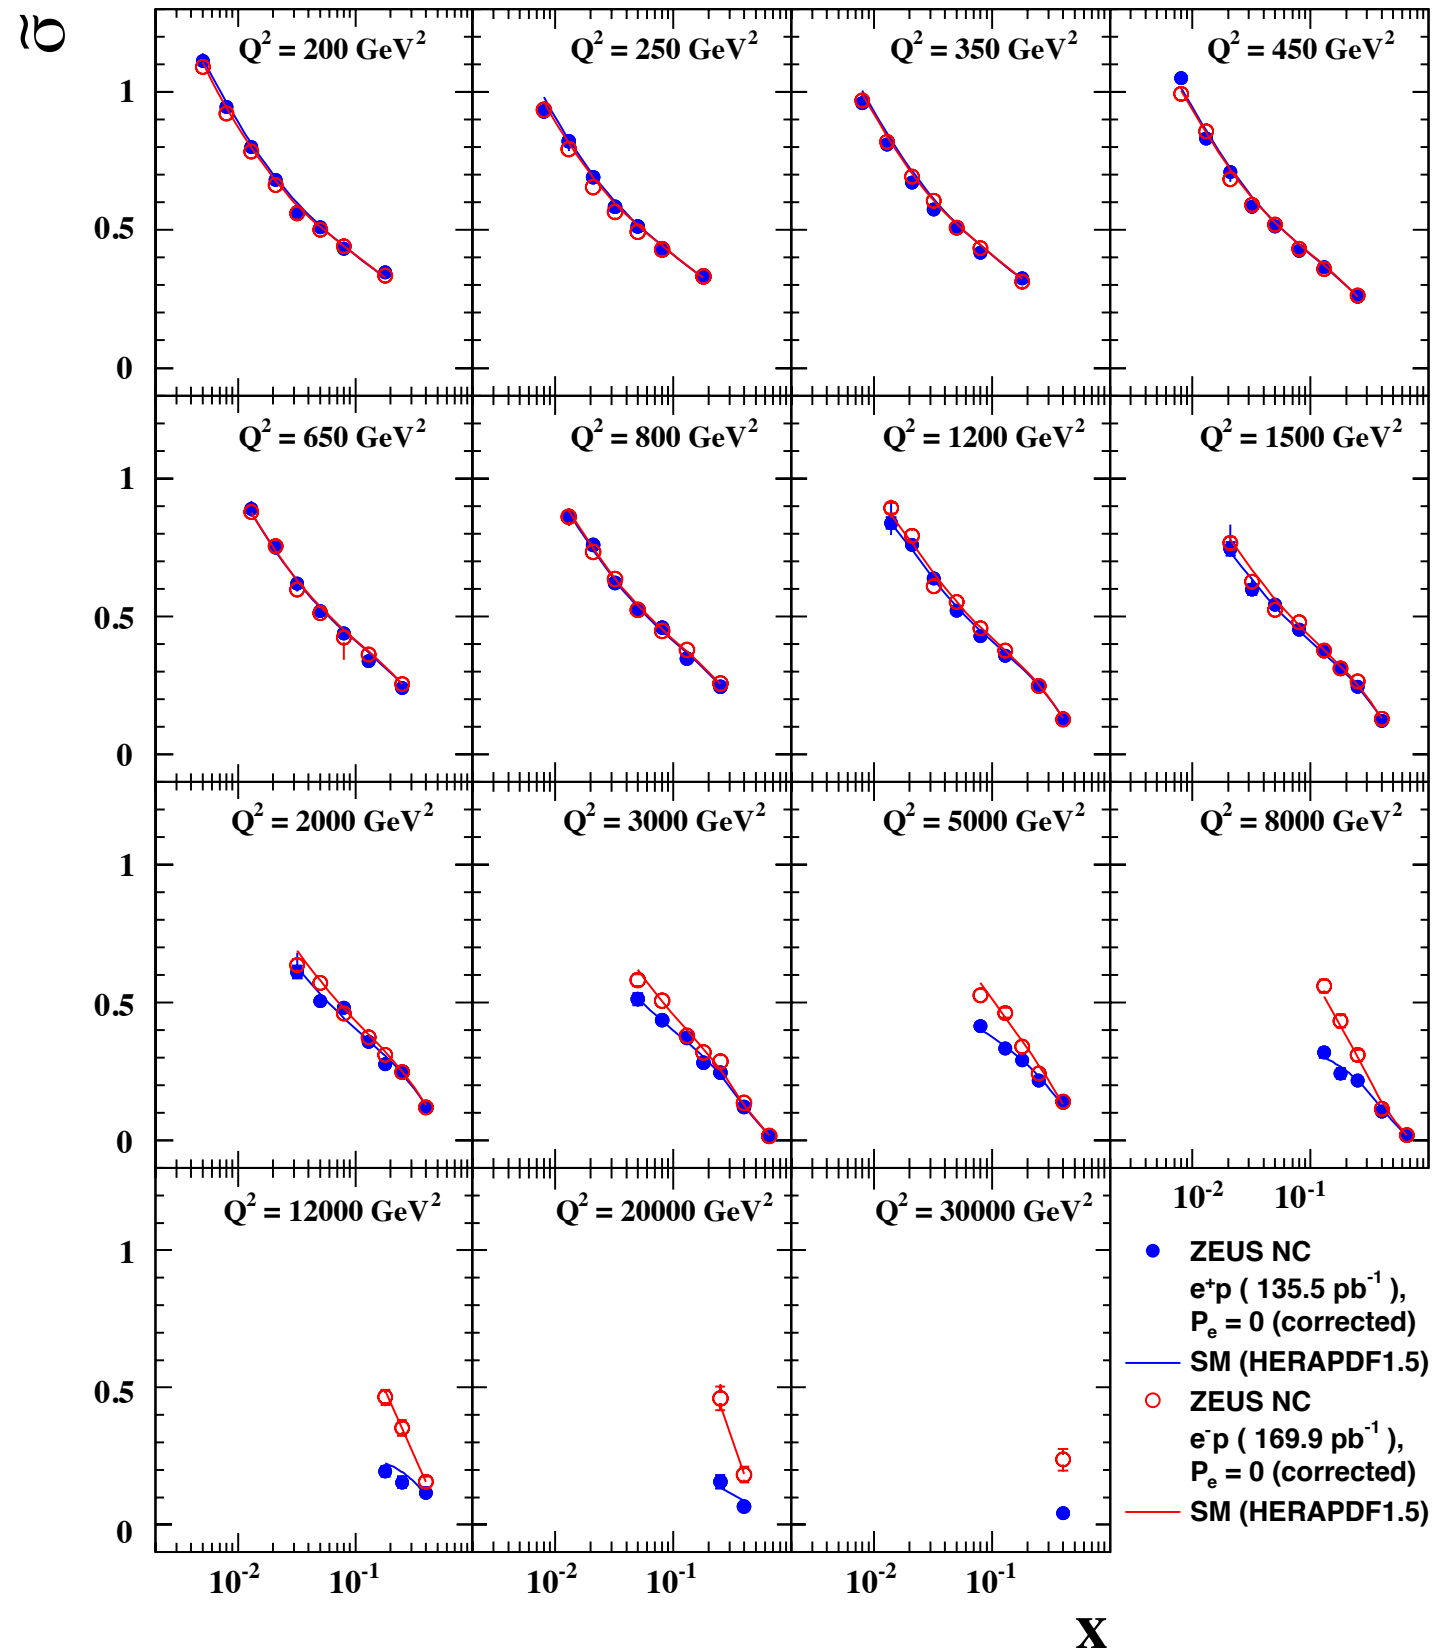 σ̃
Q² = 200 GeV²
Q² = 250 GeV²
Q² = 350 GeV²
Q² = 450 GeV²
1
0.5
0
Q² = 650 GeV²
Q² = 800 GeV²
Q² = 1200 GeV²
Q² = 1500 GeV²
1
0.5
0
Q² = 2000 GeV²
Q² = 3000 GeV²
Q² = 5000 GeV²
Q² = 8000 GeV²
1
0.5
0
10⁻² 10⁻¹
Q² = 12000 GeV²
Q² = 20000 GeV²
Q² = 30000 GeV²
1
0.5
0
10⁻² 10⁻¹
10⁻² 10⁻¹
10⁻² 10⁻¹
x
ZEUS NC
e⁺p ( 135.5 pb⁻¹ ),
Pₑ = 0 (corrected)
SM (HERAPDF1.5)
ZEUS NC
e⁻p ( 169.9 pb⁻¹ ),
Pₑ = 0 (corrected)
SM (HERAPDF1.5)